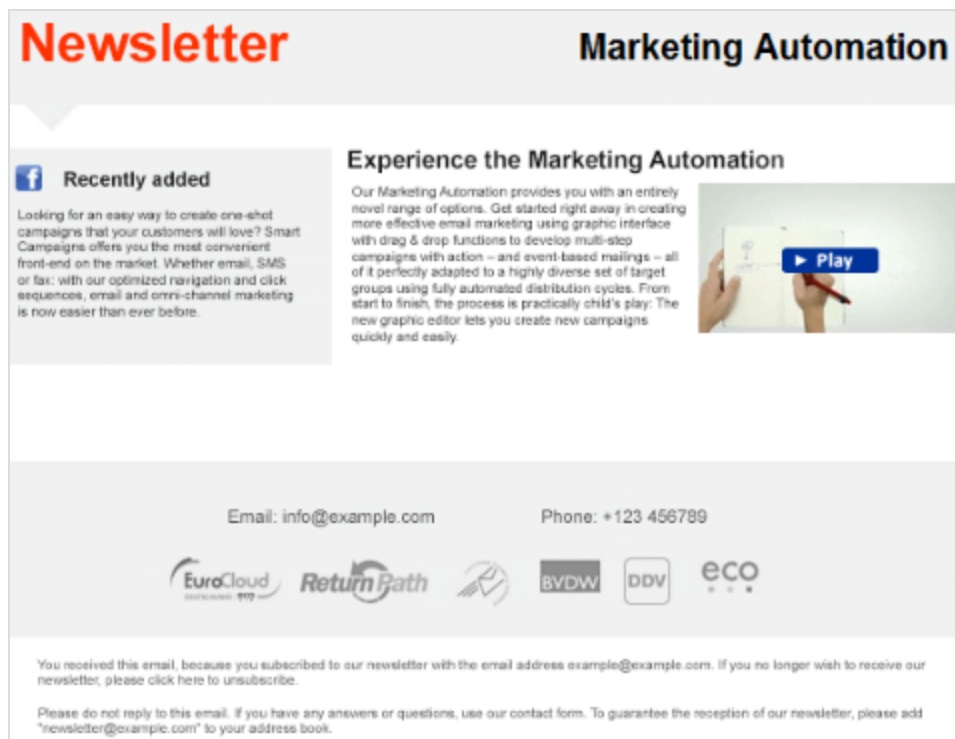 Newsletter
Marketing Automation
Recently added
Looking for an easy way to create one-shot
campaigns that your customers will love? Smart
Campaigns offers you the most convenient
front-end on the market. Whether email, SMS
or fax: with our optimized navigation and click
sequences, email and omni-channel marketing
is now easier than ever before.
Experience the Marketing Automation
Our Marketing Automation provides you with an entirely
novel range of options. Get started right away in creating
more effective email marketing using graphic interface
with drag & drop functions to develop multi-step
campaigns with action – and event-based mailings – all
of it perfectly adapted to a highly diverse set of target
groups using fully automated distribution cycles. From
start to finish, the process is practically child's play: The
new graphic editor lets you create new campaigns
quickly and easily.
Play
Email: info@example.com
Phone: +123 456789
EuroCloud
DEUTSCHLAND eco
ReturnPath
BVDW
DDV
eco
You received this email, because you subscribed to our newsletter with the email address example@example.com. If you no longer wish to receive our
newsletter, please click here to unsubscribe.
Please do not reply to this email. If you have any answers or questions, use our contact form. To guarantee the reception of our newsletter, please add
"newsletter@example.com" to your address book.